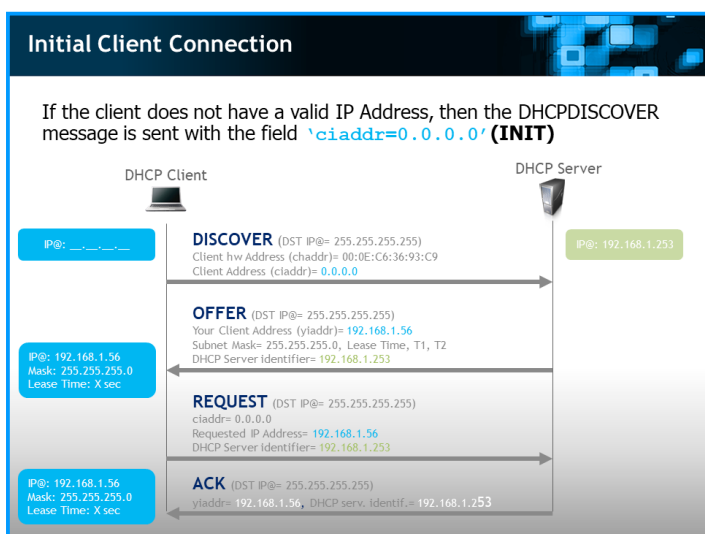 Initial Client Connection
If the client does not have a valid IP Address, then the DHCPDISCOVER
message is sent with the field ‘ciaddr=0.0.0.0’ (INIT)
DHCP Client
DHCP Server
IP@: __.__.__.__
DISCOVER (DST IP@= 255.255.255.255)
Client hw Address (chaddr)= 00:0E:C6:36:93:C9
Client Address (ciaddr)= 0.0.0.0
IP@: 192.168.1.253
OFFER (DST IP@= 255.255.255.255)
Your Client Address (yiaddr)= 192.168.1.56
Subnet Mask= 255.255.255.0, Lease Time, T1, T2
DHCP Server identifier= 192.168.1.253
IP@: 192.168.1.56
Mask: 255.255.255.0
Lease Time: X sec
REQUEST (DST IP@= 255.255.255.255)
ciaddr= 0.0.0.0
Requested IP Address= 192.168.1.56
DHCP Server identifier= 192.168.1.253
IP@: 192.168.1.56
Mask: 255.255.255.0
Lease Time: X sec
ACK (DST IP@= 255.255.255.255)
yiaddr= 192.168.1.56, DHCP serv. identif.= 192.168.1.253